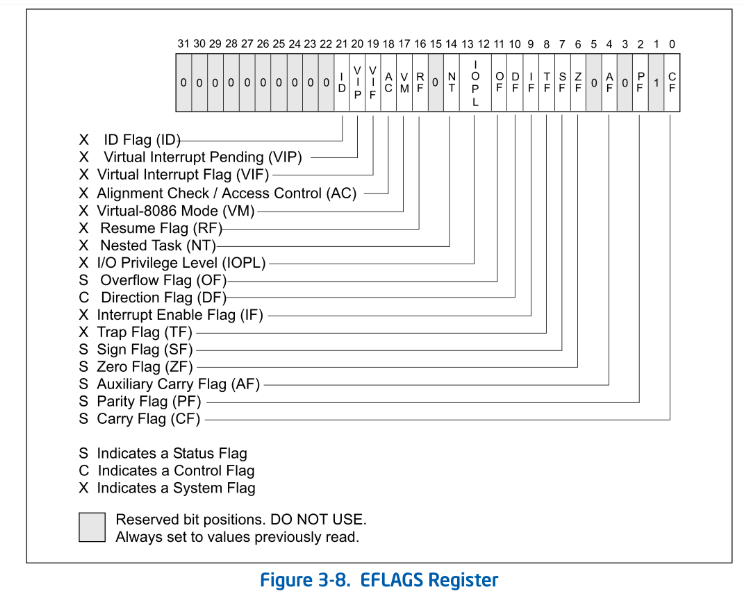 31 30 29 28 27 26 25 24 23 22 21 20 19 18 17 16 15 14 13 12 11 10 9 8 7 6 5 4 3 2 1 0
0 0 0 0 0 0 0 0 0 0 ID VIP VIF AC VM RF 0 NT IOPL OF DF IF TF SF ZF 0 AF 0 PF 1 CF
X ID Flag (ID)
X Virtual Interrupt Pending (VIP)
X Virtual Interrupt Flag (VIF)
X Alignment Check / Access Control (AC)
X Virtual-8086 Mode (VM)
X Resume Flag (RF)
X Nested Task (NT)
X I/O Privilege Level (IOPL)
S Overflow Flag (OF)
C Direction Flag (DF)
X Interrupt Enable Flag (IF)
X Trap Flag (TF)
S Sign Flag (SF)
S Zero Flag (ZF)
S Auxiliary Carry Flag (AF)
S Parity Flag (PF)
S Carry Flag (CF)
S Indicates a Status Flag
C Indicates a Control Flag
X Indicates a System Flag
Reserved bit positions. DO NOT USE.
Always set to values previously read.
Figure 3-8. EFLAGS Register